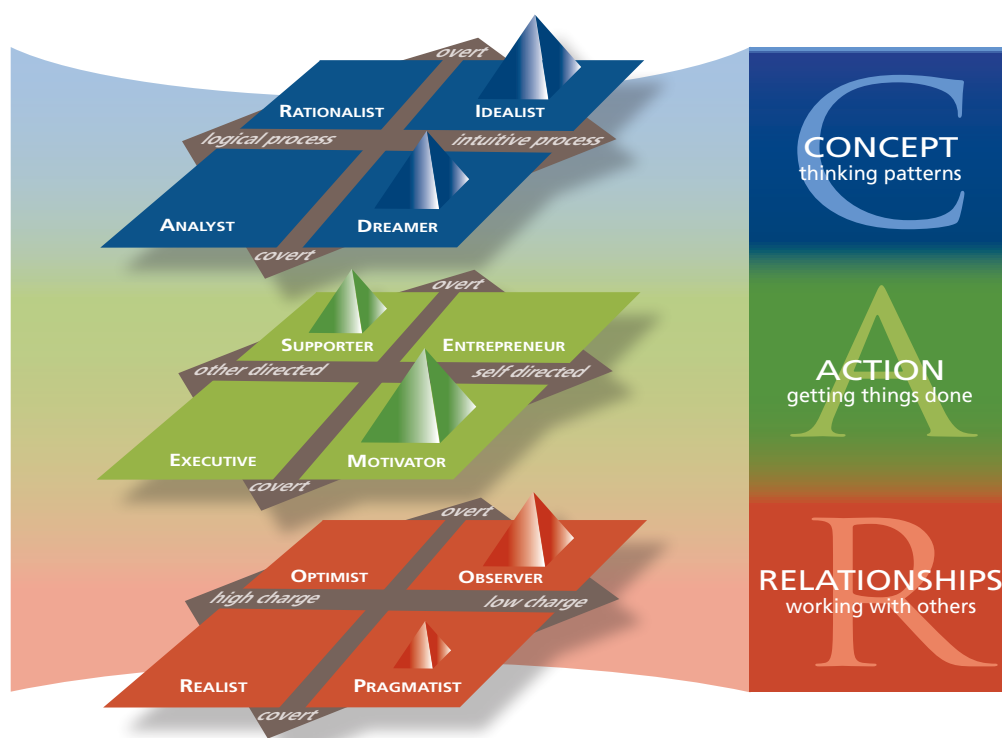 overt
RATIONALIST
IDEALIST
logical process
intuitive process
ANALYST
DREAMER
covert
C
CONCEPT
thinking patterns
overt
SUPPORTER
ENTREPRENEUR
other directed
self directed
EXECUTIVE
MOTIVATOR
covert
A
ACTION
getting things done
overt
OPTIMIST
OBSERVER
high charge
low charge
REALIST
PRAGMATIST
covert
R
RELATIONSHIPS
working with others